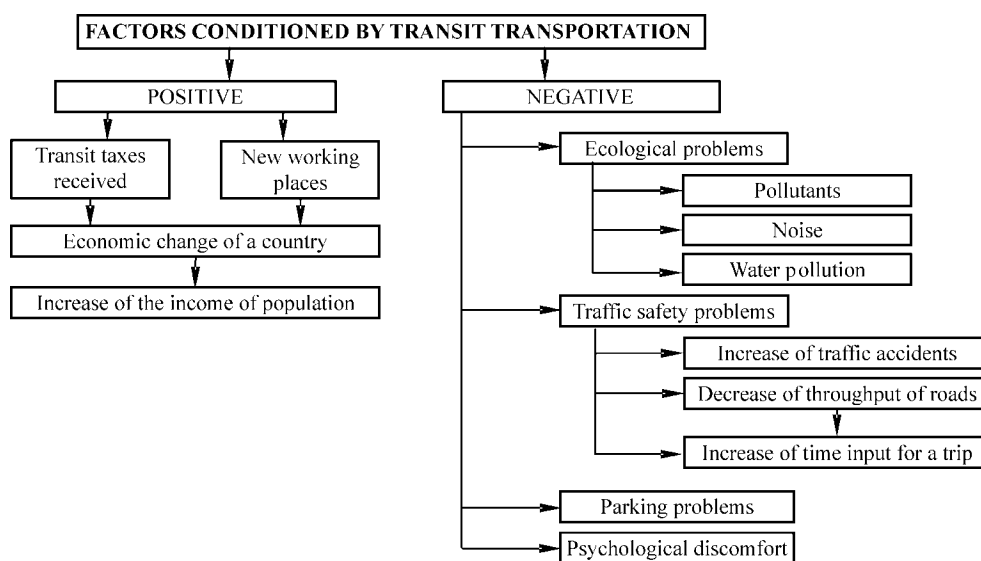 FACTORS CONDITIONED BY TRANSIT TRANSPORTATION
POSITIVE
Transit taxes
received
New working
places
Economic change of a country
Increase of the income of population
NEGATIVE
Ecological problems
Pollutants
Noise
Water pollution
Traffic safety problems
Increase of traffic accidents
Decrease of throughput of roads
Increase of time input for a trip
Parking problems
Psychological discomfort